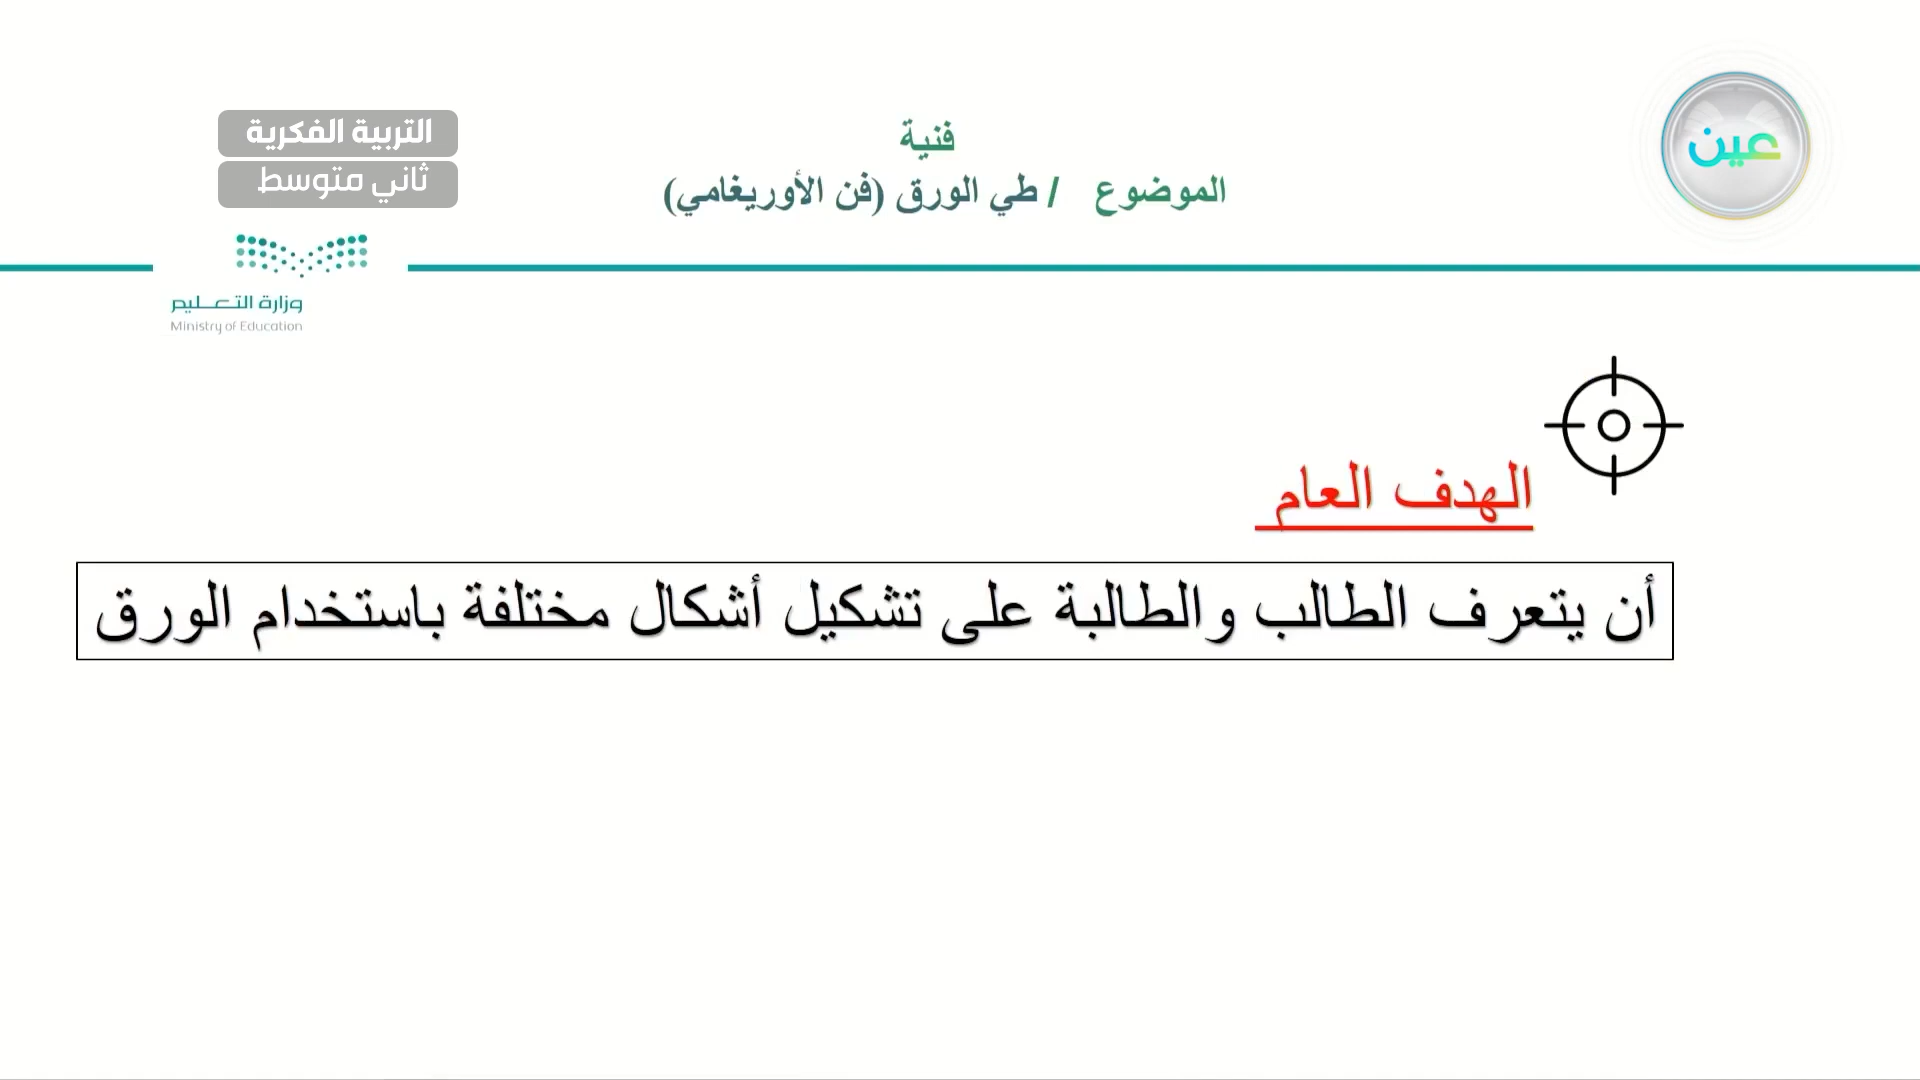 عين
فنية
الموضوع / طي الورق (فن الأوريغامي)
التربية الفكرية
ثاني متوسط
وزارة التعليم
Ministry of Education
الهدف العام
أن يتعرف الطالب والطالبة على تشكيل أشكال مختلفة باستخدام الورق